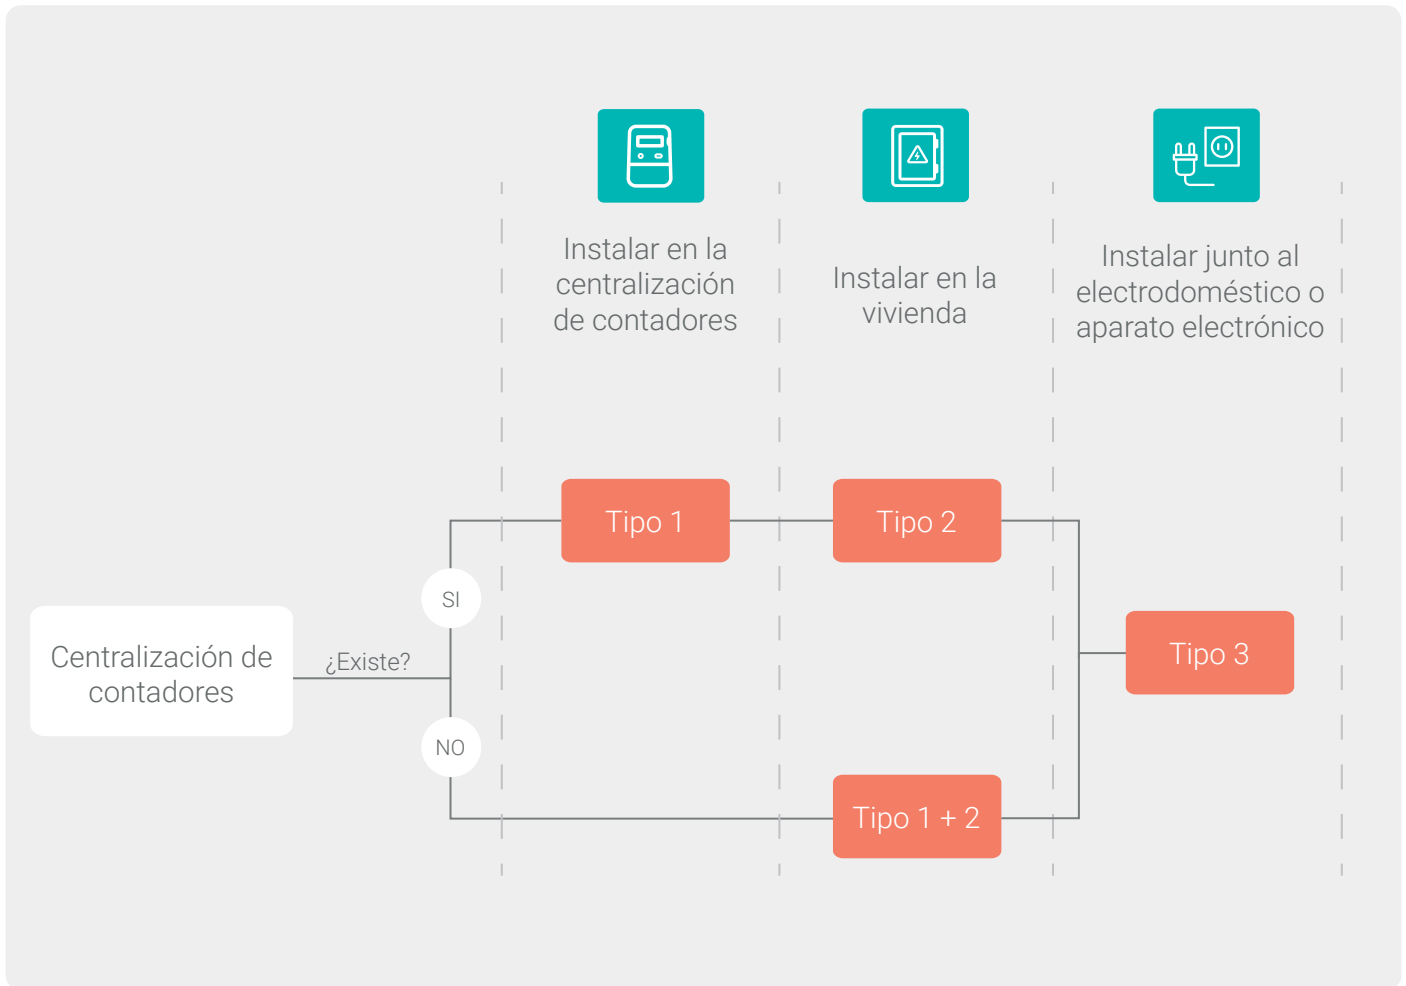 Instalar en la
centralización
de contadores
Instalar en la
vivienda
Instalar junto al
electrodoméstico o
aparato electrónico
Tipo 1
Tipo 2
SI
Centralización de
contadores
¿Existe?
Tipo 3
NO
Tipo 1 + 2